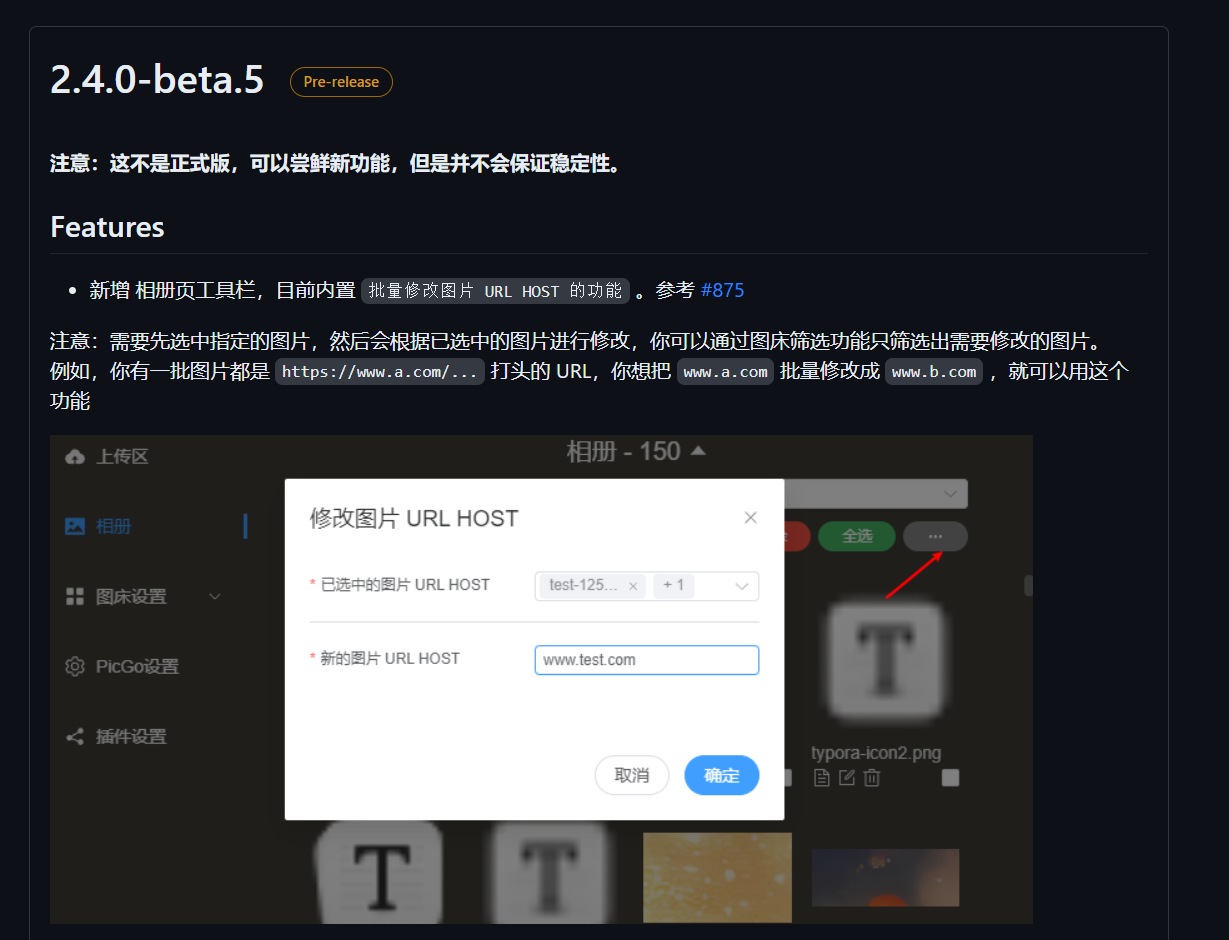 2.4.0-beta.5 Pre-release
注意：这不是正式版，可以尝鲜新功能，但是并不会保证稳定性。
Features
• 新增 相册页工具栏，目前内置 批量修改图片 URL HOST 的功能 。参考 #875
注意：需要先选中指定的图片，然后会根据已选中的图片进行修改，你可以通过图床筛选功能只筛选出需要修改的图片。
例如，你有一批图片都是 https://www.a.com/... 打头的 URL，你想把 www.a.com 批量修改成 www.b.com ，就可以用这个
功能
上传区
相册 - 150
修改图片 URL HOST
相册
全选
...
* 已选中的图片 URL HOST
test-125... × + 1
图床设置
* 新的图片 URL HOST
www.test.com
PicGo设置
插件设置
typora-icon2.png
取消
确定
T
T
T